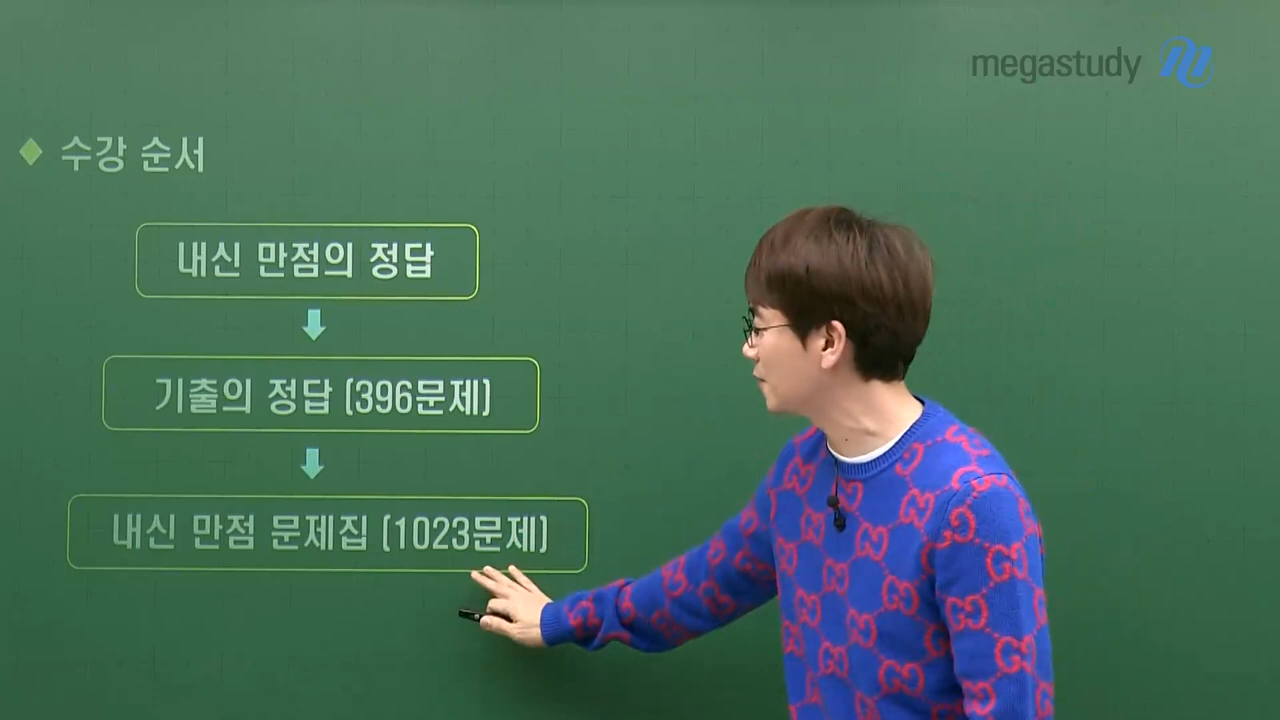 megastudy
수강 순서
내신 만점의 정답
기출의 정답 (396문제)
내신 만점 문제집 (1023문제)